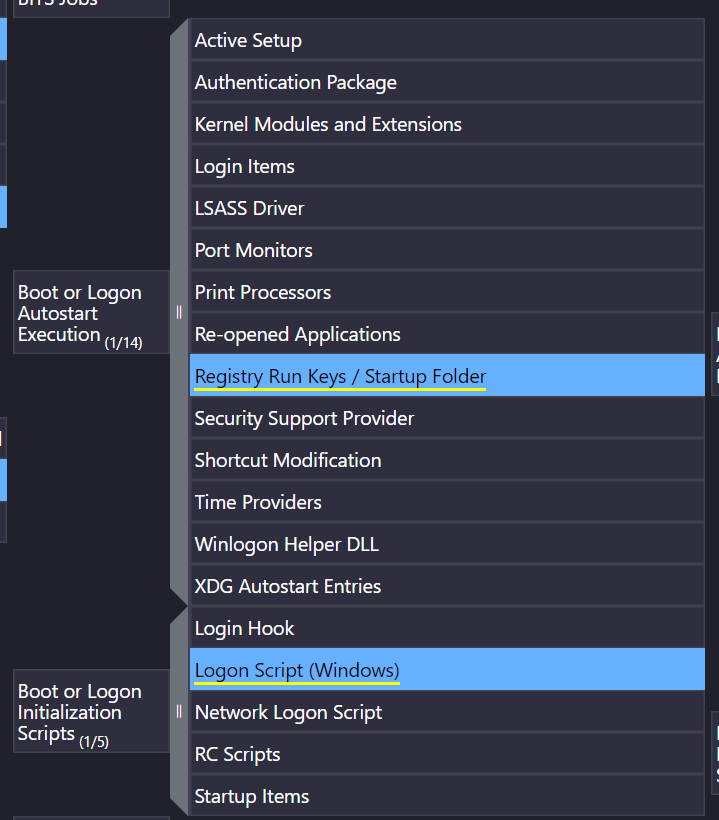 BITS Jobs
Active Setup
Authentication Package
Kernel Modules and Extensions
Login Items
LSASS Driver
Port Monitors
Print Processors
Re-opened Applications
Registry Run Keys / Startup Folder
Security Support Provider
Shortcut Modification
Time Providers
Winlogon Helper DLL
XDG Autostart Entries
Boot or Logon
Autostart
Execution (1/14)
Login Hook
Logon Script (Windows)
Network Logon Script
RC Scripts
Startup Items
Boot or Logon
Initialization
Scripts (1/5)